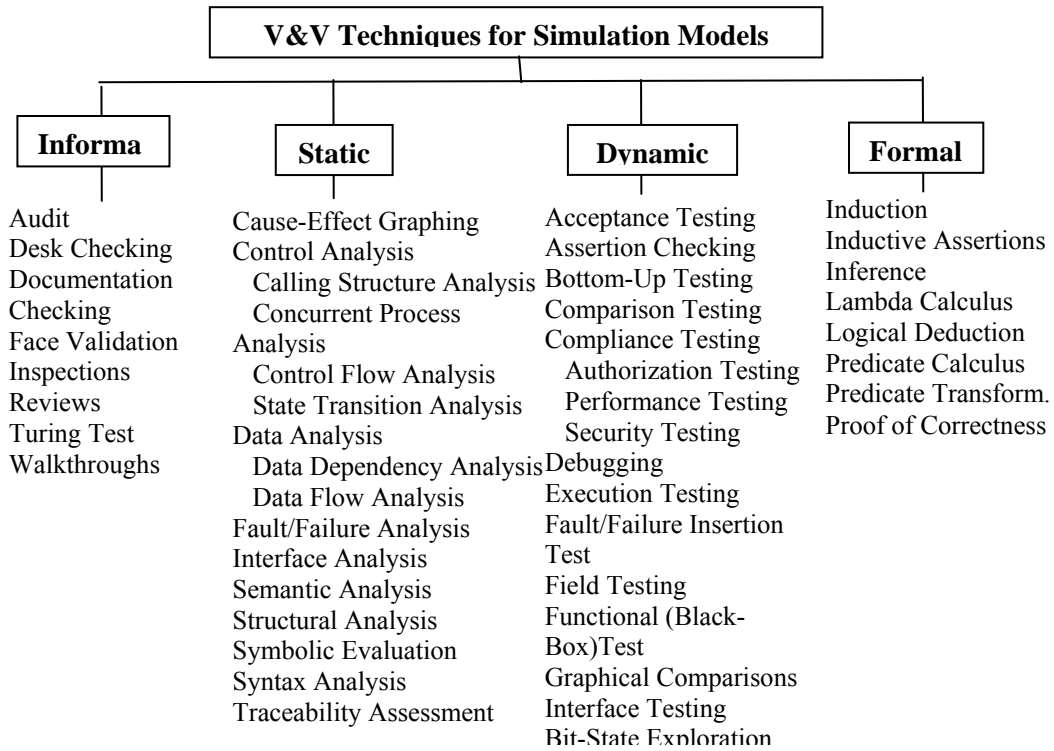 V&V Techniques for Simulation Models
Informa
Audit
Desk Checking
Documentation
Checking
Face Validation
Inspections
Reviews
Turing Test
Walkthroughs
Static
Cause-Effect Graphing
Control Analysis
Calling Structure Analysis
Concurrent Process
Analysis
Control Flow Analysis
State Transition Analysis
Data Analysis
Data Dependency Analysis
Data Flow Analysis
Fault/Failure Analysis
Interface Analysis
Semantic Analysis
Structural Analysis
Symbolic Evaluation
Syntax Analysis
Traceability Assessment
Dynamic
Acceptance Testing
Assertion Checking
Bottom-Up Testing
Comparison Testing
Compliance Testing
Authorization Testing
Performance Testing
Security Testing
Debugging
Execution Testing
Fault/Failure Insertion
Test
Field Testing
Functional (Black-
Box)Test
Graphical Comparisons
Interface Testing
Bit-State Exploration
Formal
Induction
Inductive Assertions
Inference
Lambda Calculus
Logical Deduction
Predicate Calculus
Predicate Transform.
Proof of Correctness